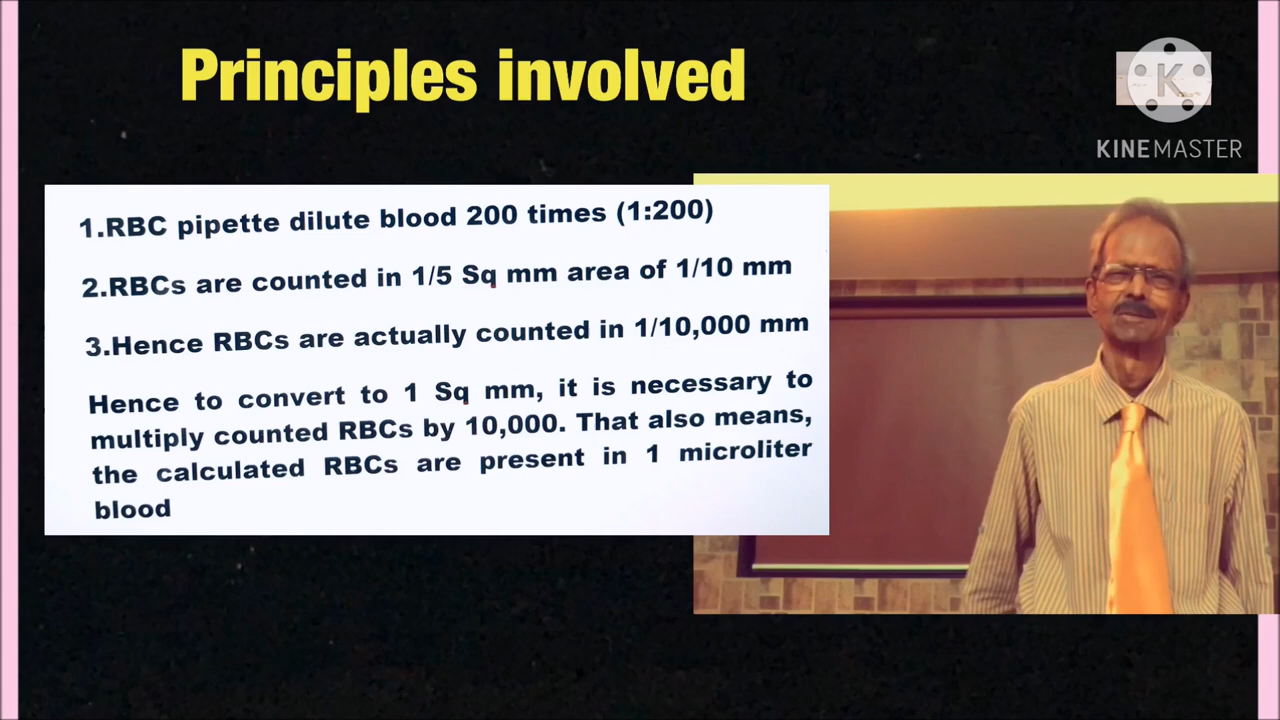 Principles involved
K
KINEMASTER
1.RBC pipette dilute blood 200 times (1:200)
2.RBCs are counted in 1/5 Sq mm area of 1/10 mm
3.Hence RBCs are actually counted in 1/10,000 mm
Hence to convert to 1 Sq mm, it is necessary to
multiply counted RBCs by 10,000. That also means,
the calculated RBCs are present in 1 microliter
blood